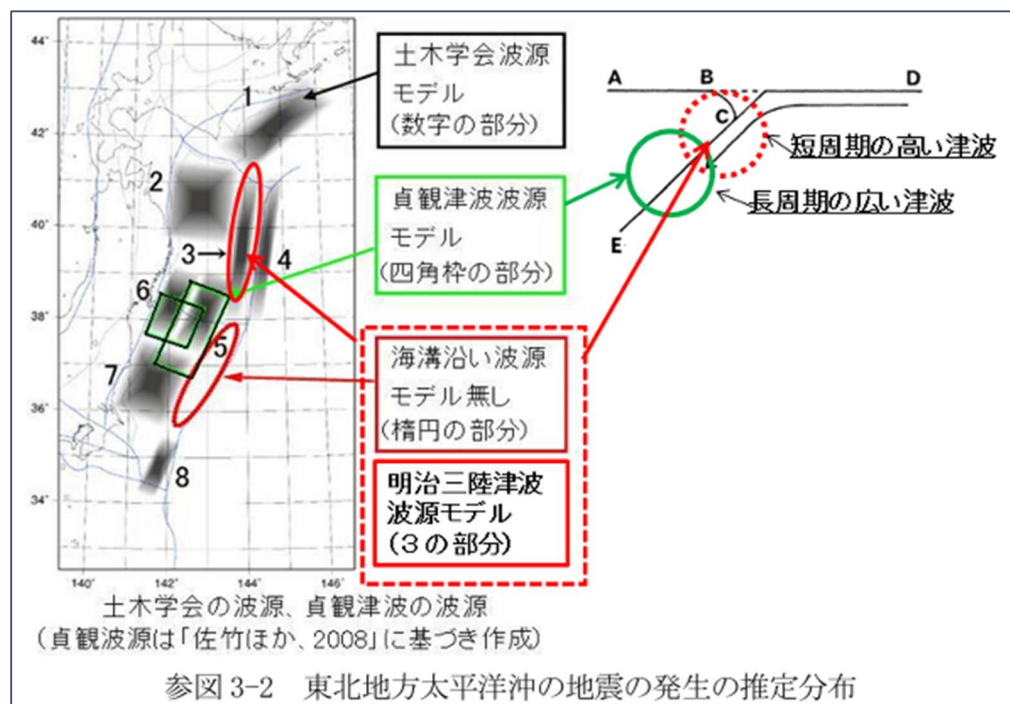 44°
42°
40°
38°
36°
34°
140°
142°
144°
146°
1
2
3→
4
5
6
7
8
土木学会波源
モデル
(数字の部分)
貞観津波波源
モデル
(四角枠の部分)
海溝沿い波源
モデル無し
(楕円の部分)
明治三陸津波
波源モデル
(3の部分)
A
B
C
D
E
短周期の高い津波
長周期の広い津波
土木学会の波源、貞観津波の波源
(貞観波源は「佐竹ほか、2008」に基づき作成)
参図 3-2 東北地方太平洋沖の地震の発生の推定分布